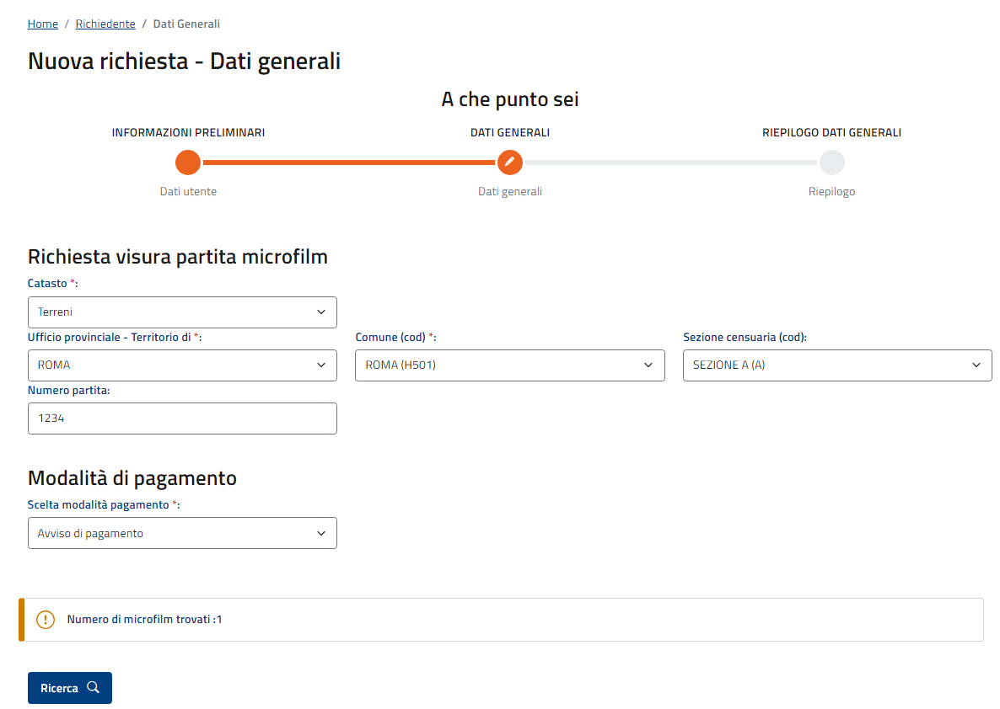 Home / Richiedente / Dati Generali
Nuova richiesta - Dati generali
A che punto sei
INFORMAZIONI PRELIMINARI DATI GENERALI RIEPILOGO DATI GENERALI
Dati utente Dati generali Riepilogo
Richiesta visura partita microfilm
Catasto *:
Terreni
Ufficio provinciale - Territorio di *: Comune (cod) *: Sezione censuaria (cod):
ROMA ROMA (H501) SEZIONE A (A)
Numero partita:
1234
Modalità di pagamento
Scelta modalità pagamento *:
Avviso di pagamento
Numero di microfilm trovati :1
Ricerca